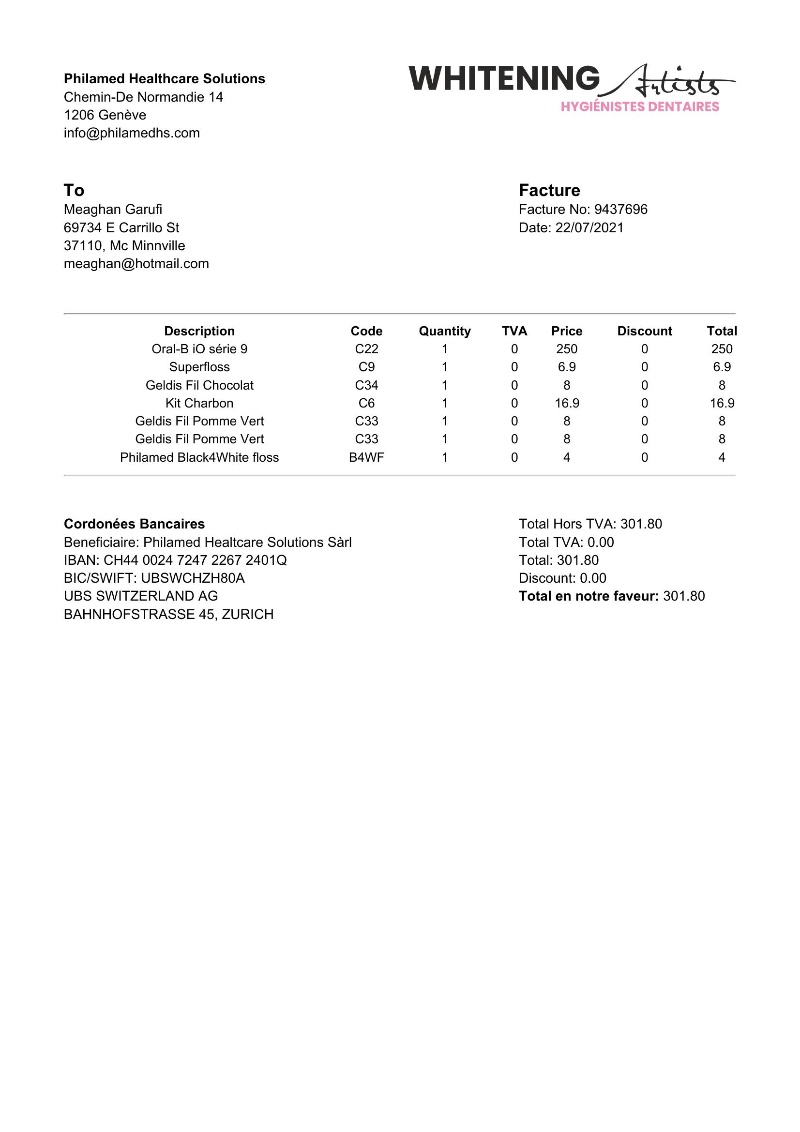 Philamed Healthcare Solutions
Chemin-De Normandie 14
1206 Genève
info@philamedhs.com
WHITENING Artists
HYGIÉNISTES DENTAIRES
To
Meaghan Garufi
69734 E Carrillo St
37110, Mc Minnville
meaghan@hotmail.com
Facture
Facture No: 9437696
Date: 22/07/2021
Description Code Quantity TVA Price Discount Total
Oral-B iO série 9 C22 1 0 250 0 250
Superfloss C9 1 0 6.9 0 6.9
Geldis Fil Chocolat C34 1 0 8 0 8
Kit Charbon C6 1 0 16.9 0 16.9
Geldis Fil Pomme Vert C33 1 0 8 0 8
Geldis Fil Pomme Vert C33 1 0 8 0 8
Philamed Black4White floss B4WF 1 0 4 0 4
Cordonées Bancaires
Beneficiaire: Philamed Healtcare Solutions Sàrl
IBAN: CH44 0024 7247 2267 2401Q
BIC/SWIFT: UBSWCHZH80A
UBS SWITZERLAND AG
BAHNHOFSTRASSE 45, ZURICH
Total Hors TVA: 301.80
Total TVA: 0.00
Total: 301.80
Discount: 0.00
Total en notre faveur: 301.80